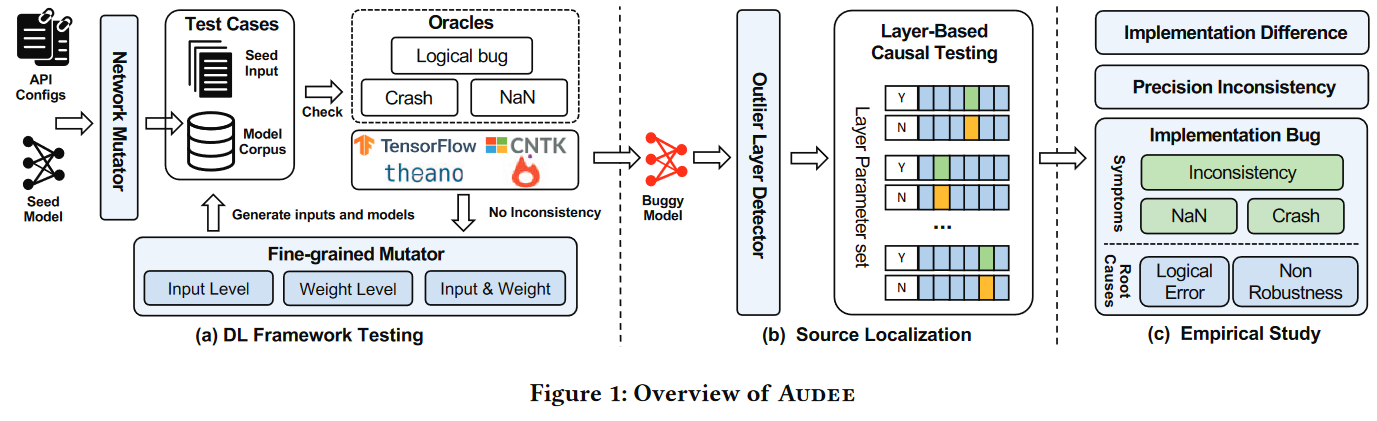 API
Configs
Seed
Model
Network Mutator
Test Cases
Seed
Input
Model
Corpus
Check
Oracles
Logical bug
Crash
NaN
TensorFlow
CNTK
theano
Generate inputs and models
No Inconsistency
Fine-grained Mutator
Input Level
Weight Level
Input & Weight
(a) DL Framework Testing
Buggy
Model
Outlier Layer Detector
Layer-Based
Causal Testing
Layer Parameter set
Y
N
Y
N
...
Y
N
(b) Source Localization
Implementation Difference
Precision Inconsistency
Implementation Bug
Symptoms
Inconsistency
NaN
Crash
Root
Causes
Logical
Error
Non
Robustness
(c) Empirical Study
Figure 1: Overview of AUDEE